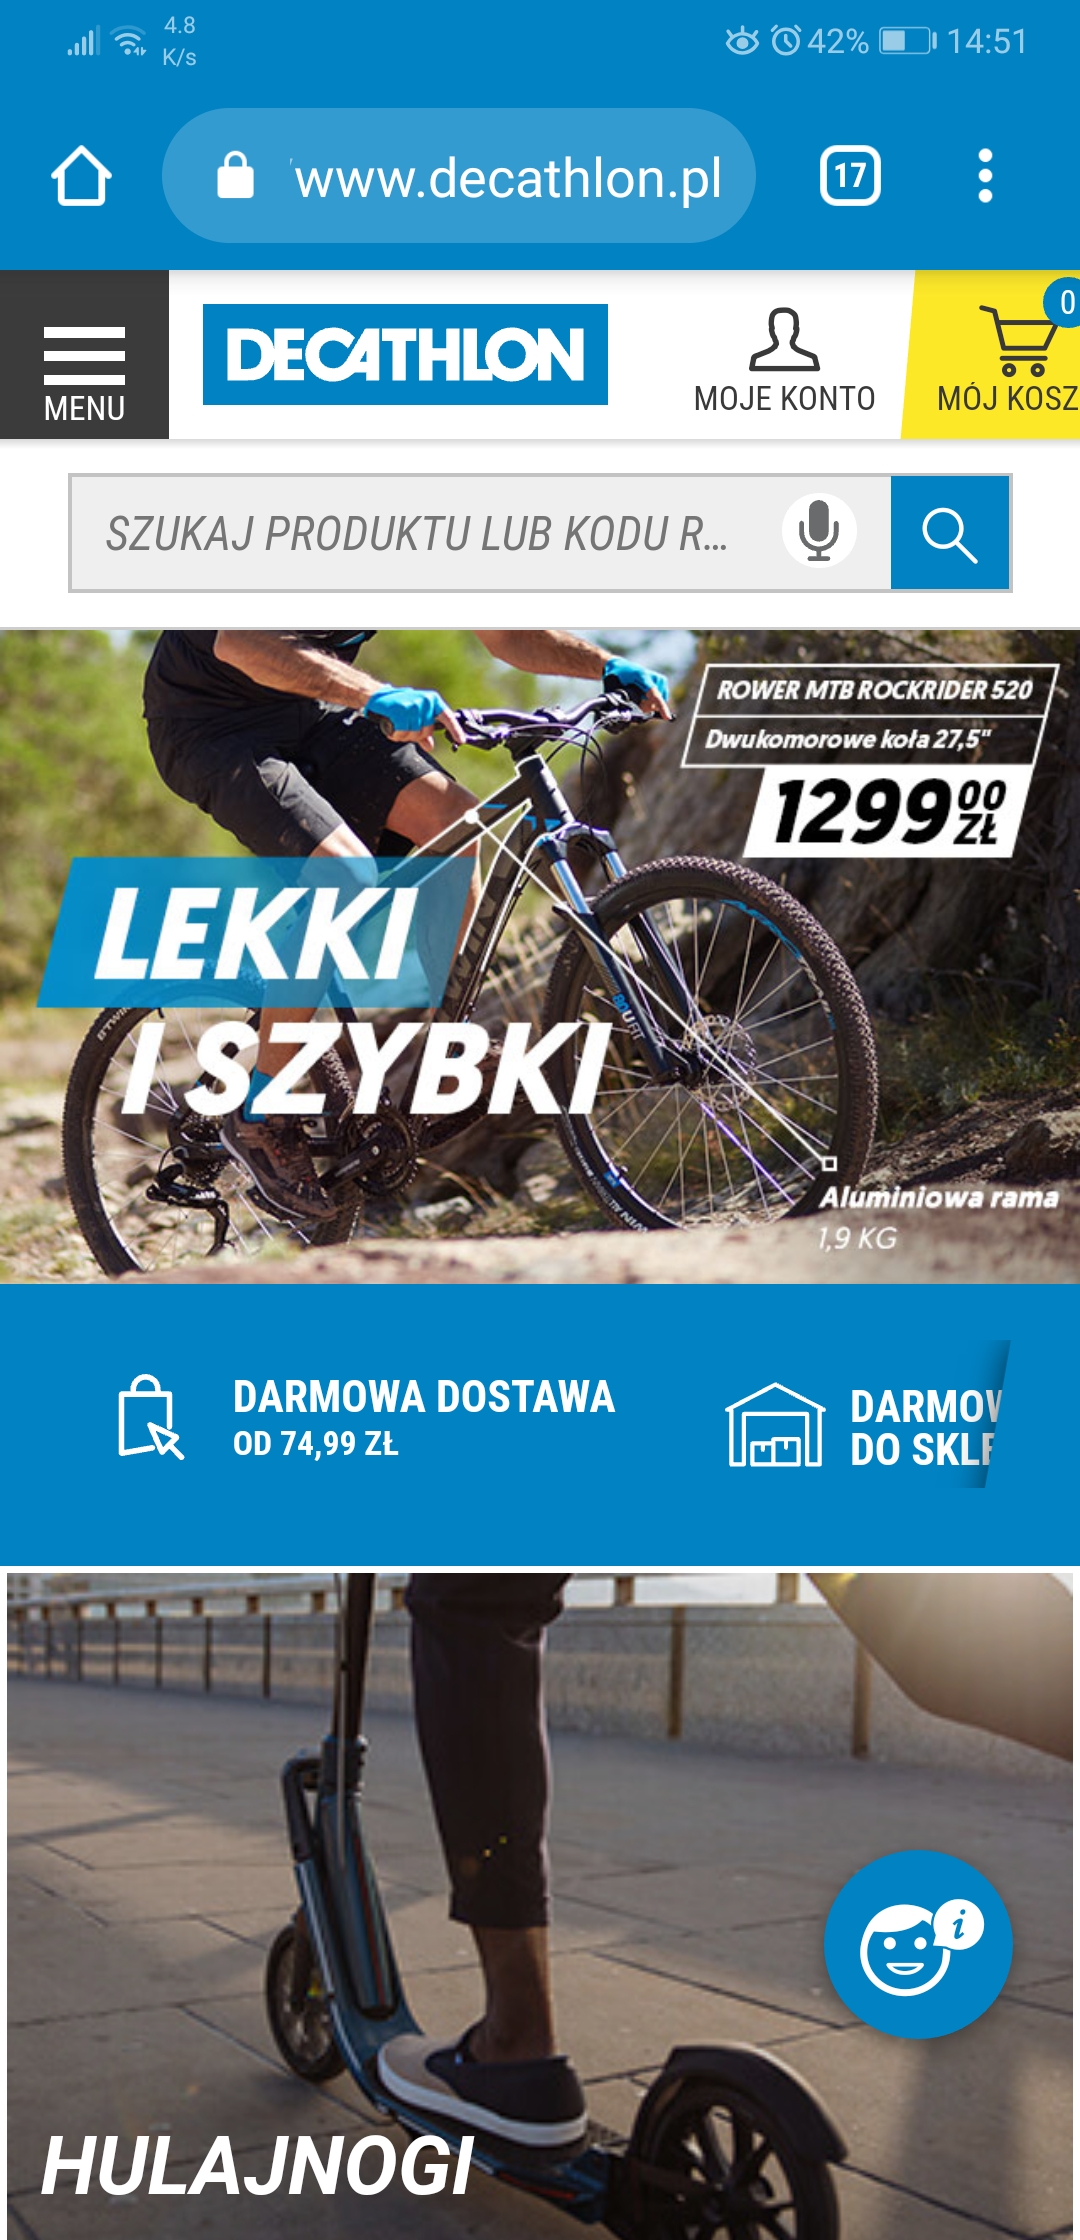 4.8
K/s
42%
14:51
www.decathlon.pl
17
MENU
DECATHLON
MOJE KONTO
0
MÓJ KOSZ
SZUKAJ PRODUKTU LUB KODU R...
ROWER MTB ROCKRIDER 520
Dwukomorowe koła 27,5"
1299 00 ZŁ
LEKKI
I SZYBKI
Aluminiowa rama
1,9 KG
DARMOWA DOSTAWA
OD 74,99 ZŁ
DARMOW
DO SKLE
i
HULAJNOGI